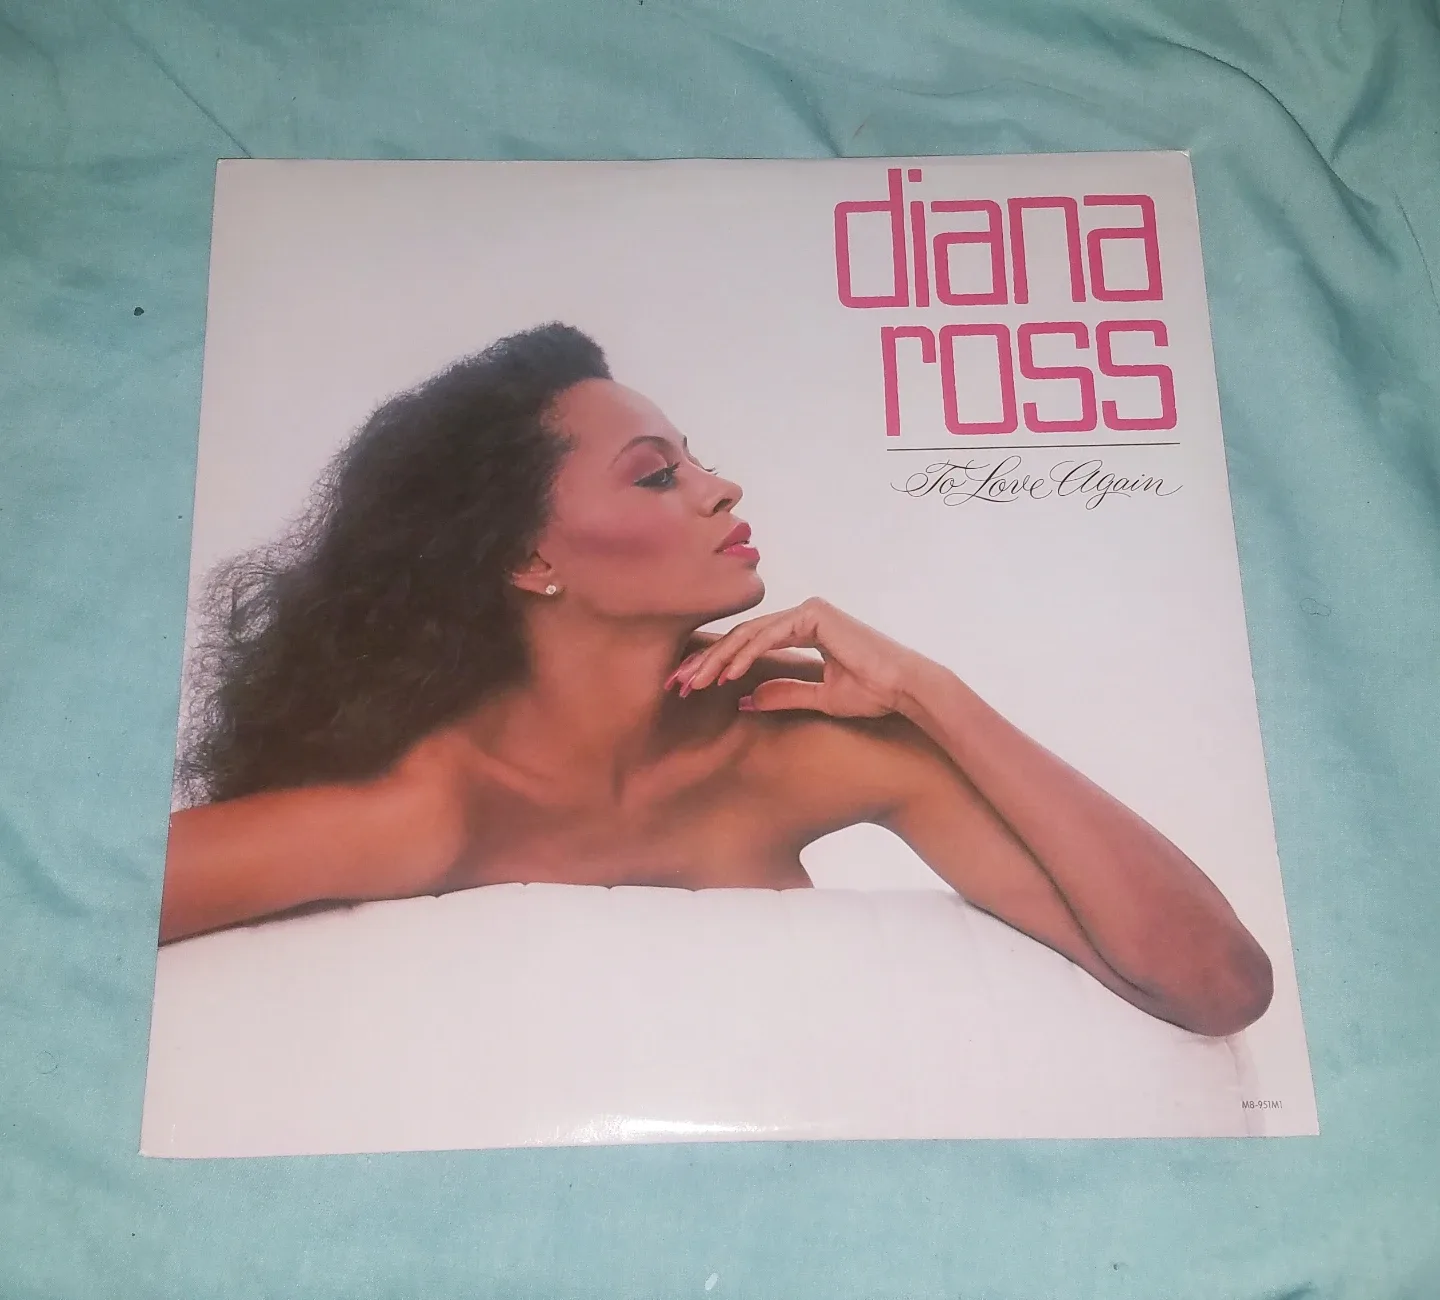 diana
ross
To Love Again
M8-951M1